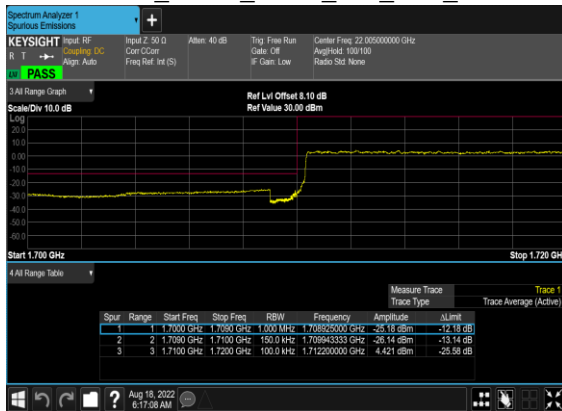 Spectrum Analyzer 1
Spurious Emissions
+
KEYSIGHT Input: RF
R T Coupling: DC
Align: Auto
Input Z: 50 Ω
Corr CCorr
Freq Ref: Int (S)
Atten: 40 dB
Trig: Free Run
Gate: Off
IF Gain: Low
Center Freq: 22.005000000 GHz
Avg|Hold: 100/100
Radio Std: None
PASS
3 All Range Graph
Scale/Div 10.0 dB
Ref Lvl Offset 8.10 dB
Ref Value 30.00 dBm
Log
20.0
10.0
0.00
-10.0
-20.0
-30.0
-40.0
-50.0
-60.0
Start 1.700 GHz
Stop 1.720 GH
4 All Range Table
Measure Trace Trace 1
Trace Type Trace Average (Active)
Spur Range Start Freq Stop Freq RBW Frequency Amplitude ΔLimit
1 1 1.7000 GHz 1.7090 GHz 1.000 MHz 1.708925000 GHz -25.18 dBm -12.18 dB
2 2 1.7090 GHz 1.7100 GHz 150.0 kHz 1.709943333 GHz -26.14 dBm -13.14 dB
3 3 1.7100 GHz 1.7200 GHz 100.0 kHz 1.712200000 GHz 4.421 dBm -25.58 dB
?
Aug 18, 2022
6:17:08 AM